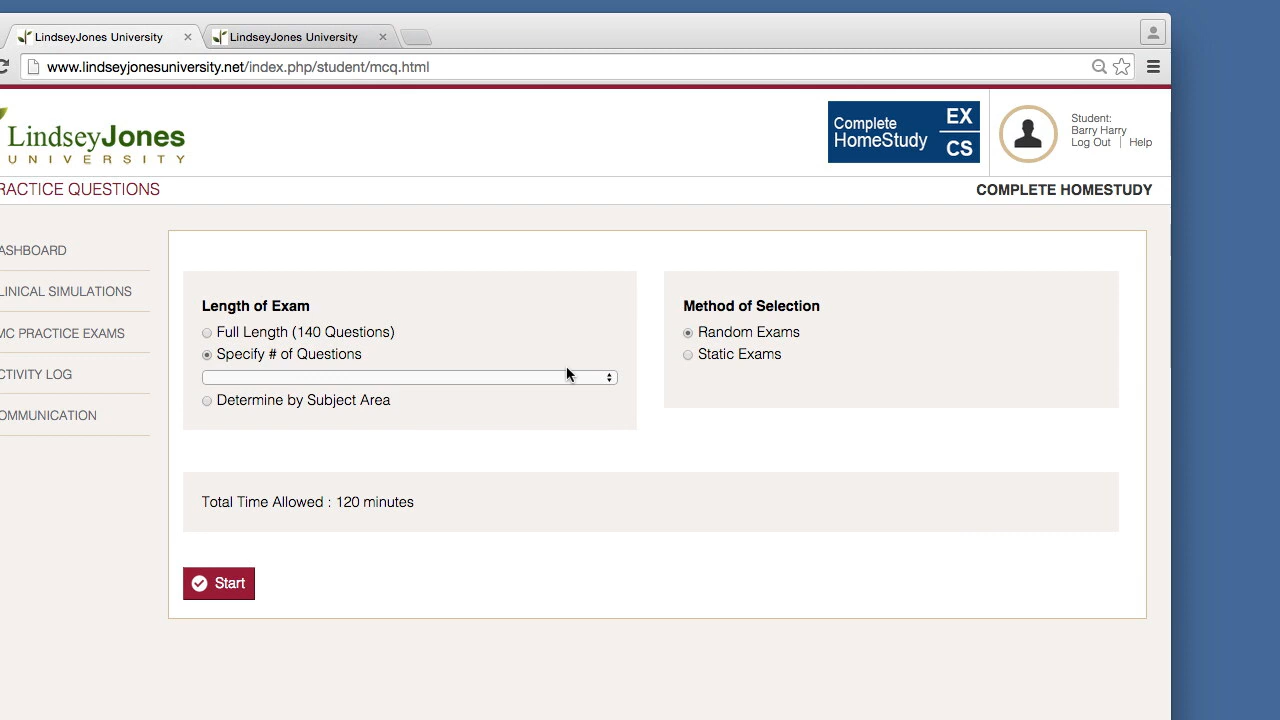 LindseyJones University
LindseyJones University
www.lindseyjonesuniversity.net/index.php/student/mcq.html
LindseyJones
UNIVERSITY
Complete
HomeStudy
EX
CS
Student:
Barry Harry
Log Out | Help
RACTICE QUESTIONS
COMPLETE HOMESTUDY
ASHBOARD
LINICAL SIMULATIONS
MC PRACTICE EXAMS
CTIVITY LOG
OMMUNICATION
Length of Exam
Full Length (140 Questions)
Specify # of Questions
Determine by Subject Area
Method of Selection
Random Exams
Static Exams
Total Time Allowed : 120 minutes
Start